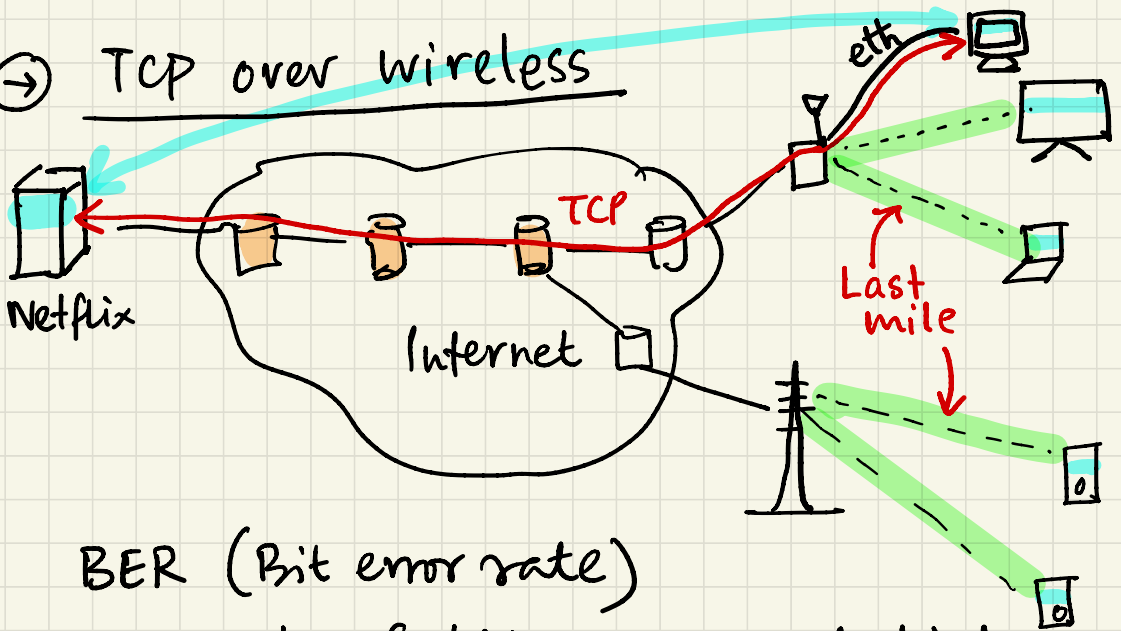 → TCP over wireless
eth
TCP
Netflix
Internet
Last
mile
BER (Bit error rate)